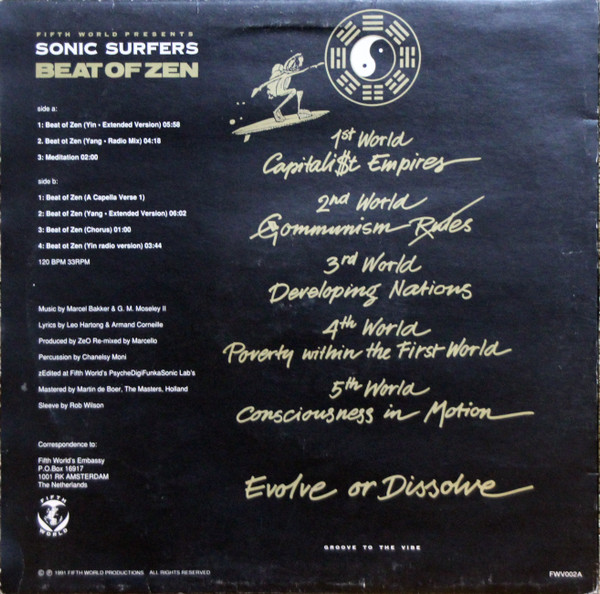 FIFTH WORLD PRESENTS
SONIC SURFERS
BEAT OF ZEN
side a:
1: Beat of Zen (Yin - Extended Version) 05:58
2. Beat of Zen (Yang - Radio Mix) 04:18
3: Meditation 02:00
side b:
1: Beat of Zen (A Capella Verse 1)
2: Beat of Zen (Yang - Extended Version) 06:02
3: Beat of Zen (Chorus) 01:00
4: Beat of Zen (Yin radio version) 03:44
120 BPM 33RPM
Music by Marcel Bakker & G. M. Moseley II
Lyrics by Leo Hartong & Armand Corneille
Produced by ZeO Re-mixed by Marcello
Percussion by Chanelsy Moni
zEdited at Fifth World's PsycheDigiFunkaSonic Lab's
Mastered by Martin de Boer, The Masters, Holland
Sleeve by Rob Wilson
Correspondence to:
Fifth World's Embassy
P.O.Box 16917
1001 RK AMSTERDAM
The Netherlands
FIFTH
WORLD
© ℗ 1991 FIFTH WORLD PRODUCTIONS ALL RIGHTS RESERVED
1st World
Capitali$t Empires
2nd World
Communism Rules
3rd World
Developing Nations
4th World
Poverty within the First World
5th World
Consciousness in Motion
Evolve or Dissolve
GROOVE TO THE VIBE
FWV002A